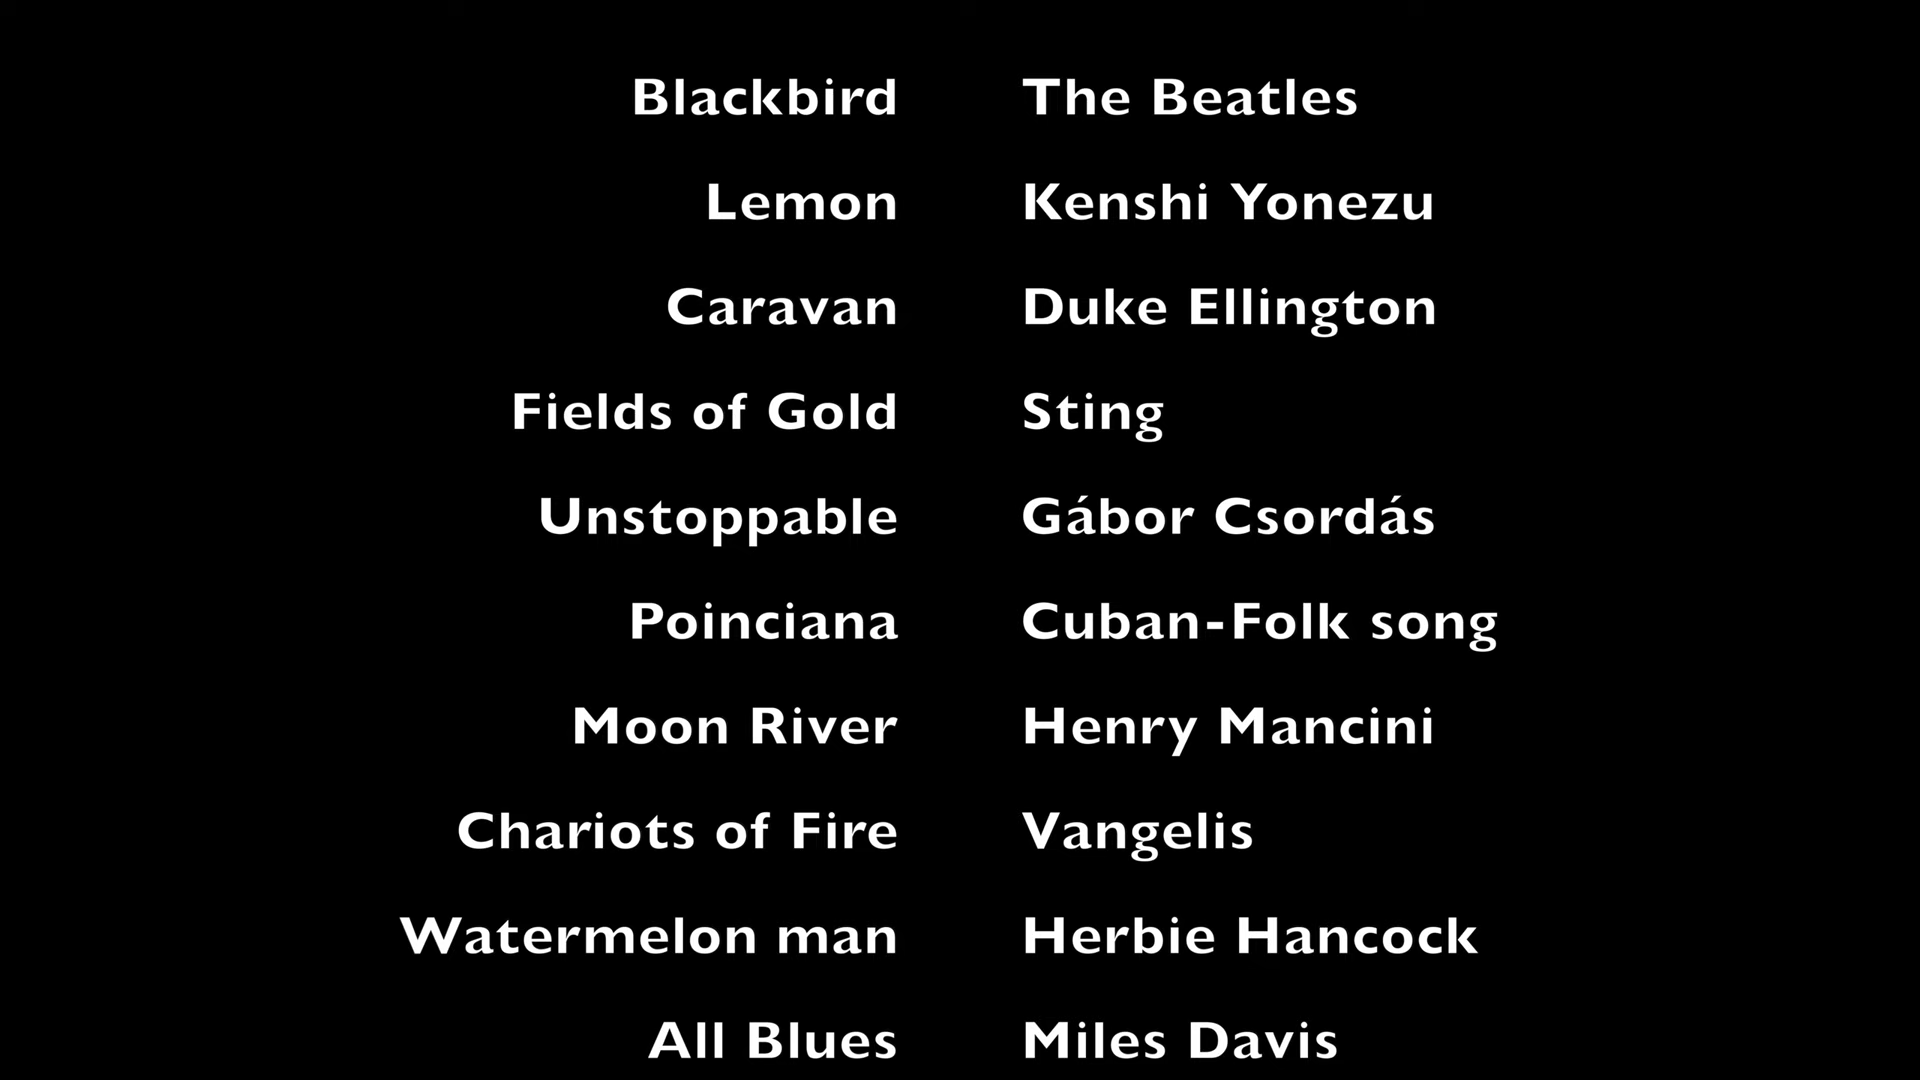 Blackbird The Beatles
Lemon Kenshi Yonezu
Caravan Duke Ellington
Fields of Gold Sting
Unstoppable Gábor Csordás
Poinciana Cuban-Folk song
Moon River Henry Mancini
Chariots of Fire Vangelis
Watermelon man Herbie Hancock
All Blues Miles Davis